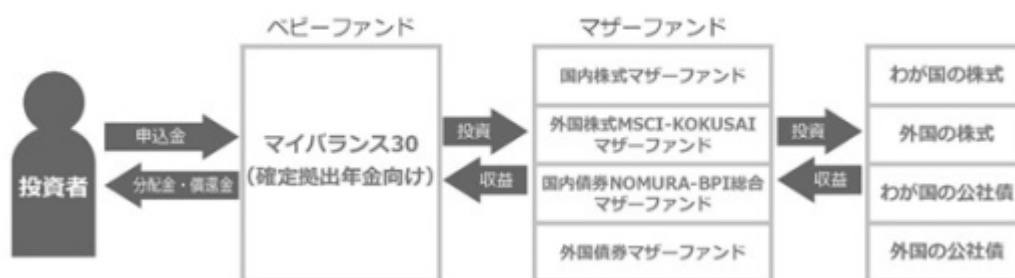 ベビーファンド
マザーファンド
投資者
申込金
分配金・償還金
マイバランス30
（確定拠出年金向け）
投資
収益
国内株式マザーファンド
外国株式MSCI-KOKUSAI
マザーファンド
国内債券NOMURA-BPI総合
マザーファンド
外国債券マザーファンド
投資
収益
わが国の株式
外国の株式
わが国の公社債
外国の公社債